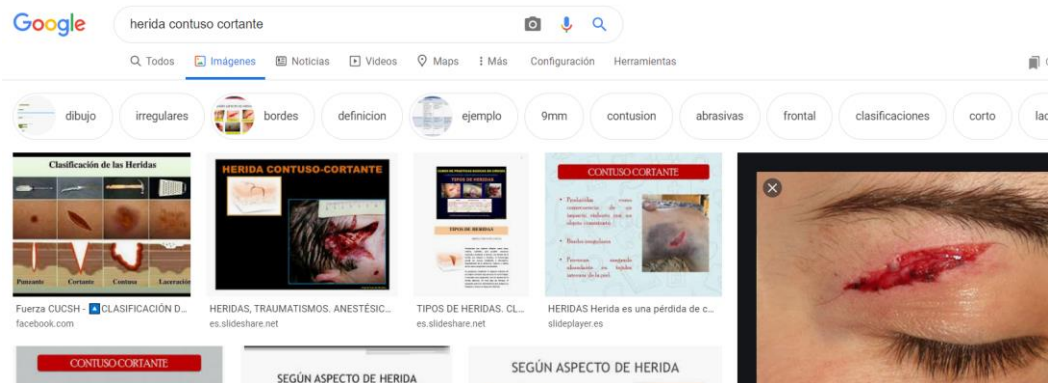 Google
herida contuso cortante
Todos Imágenes Noticias Videos Maps Más Configuración Herramientas
dibujo irregulares bordes definicion ejemplo 9mm contusion abrasivas frontal clasificaciones corto
Clasificación de las Heridas
Punzante Cortante Contusa Laceración
HERIDA CONTUSO-CORTANTE
TIPOS DE HERIDAS
CONTUSO CORTANTE
Fuerza CUCSH - CLASIFICACIÓN D...
facebook.com
HERIDAS, TRAUMATISMOS. ANESTÉSIC...
es.slideshare.net
TIPOS DE HERIDAS. CL...
es.slideshare.net
HERIDAS Herida es una pérdida de c...
slideplayer.es
CONTUSO CORTANTE
SEGÚN ASPECTO DE HERIDA
SEGÚN ASPECTO DE HERIDA